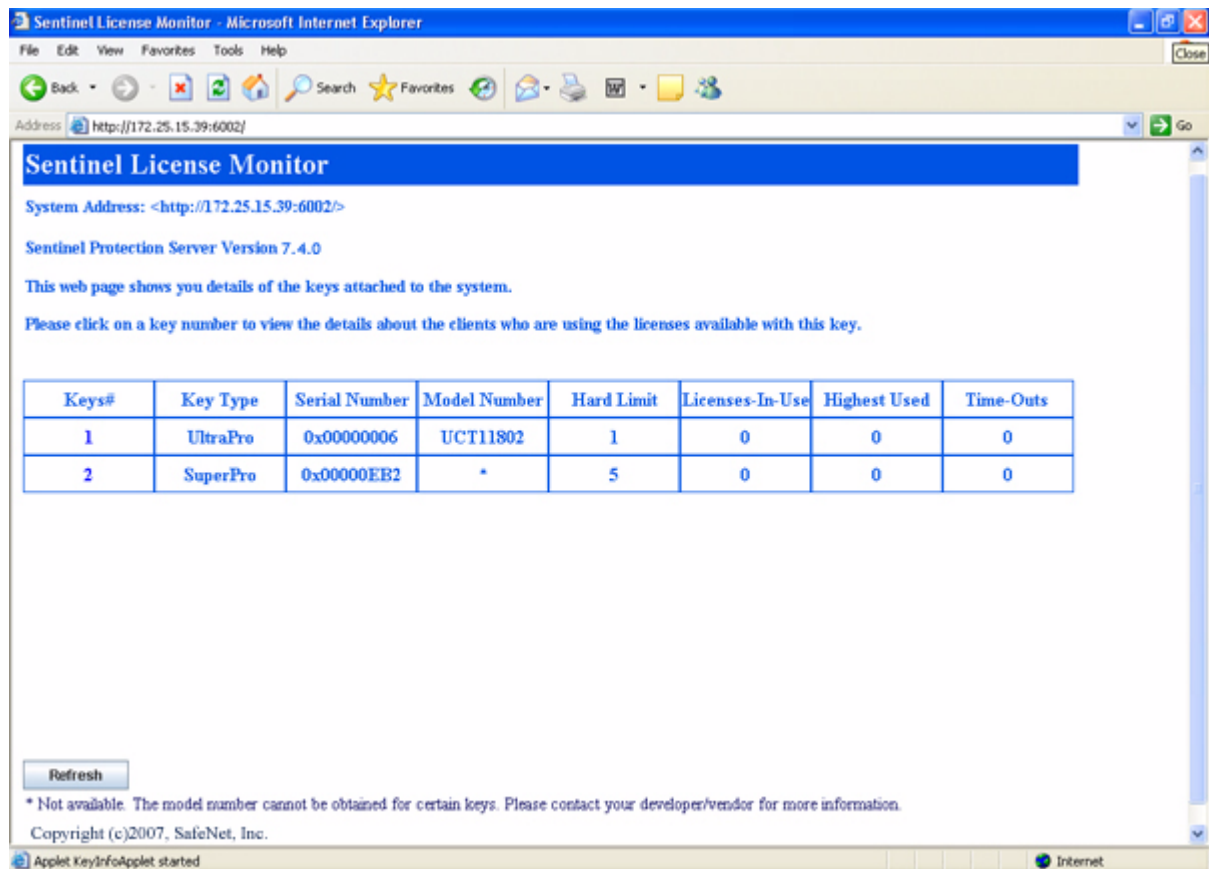 Sentinel License Monitor - Microsoft Internet Explorer
File Edit View Favorites Tools Help
Close
Back Search Favorites
Address http://172.25.15.39:6002/ Go
Sentinel License Monitor
System Address: <http://172.25.15.39:6002/>
Sentinel Protection Server Version 7.4.0
This web page shows you details of the keys attached to the system.
Please click on a key number to view the details about the clients who are using the licenses available with this key.
Keys# Key Type Serial Number Model Number Hard Limit Licenses-In-Use Highest Used Time-Outs
1 UltraPro 0x00000006 UCT11802 1 0 0 0
2 SuperPro 0x00000EB2 * 5 0 0 0
Refresh
* Not available. The model number cannot be obtained for certain keys. Please contact your developer/vendor for more information.
Copyright (c)2007, SafeNet, Inc.
Applet KeyInfoApplet started Internet